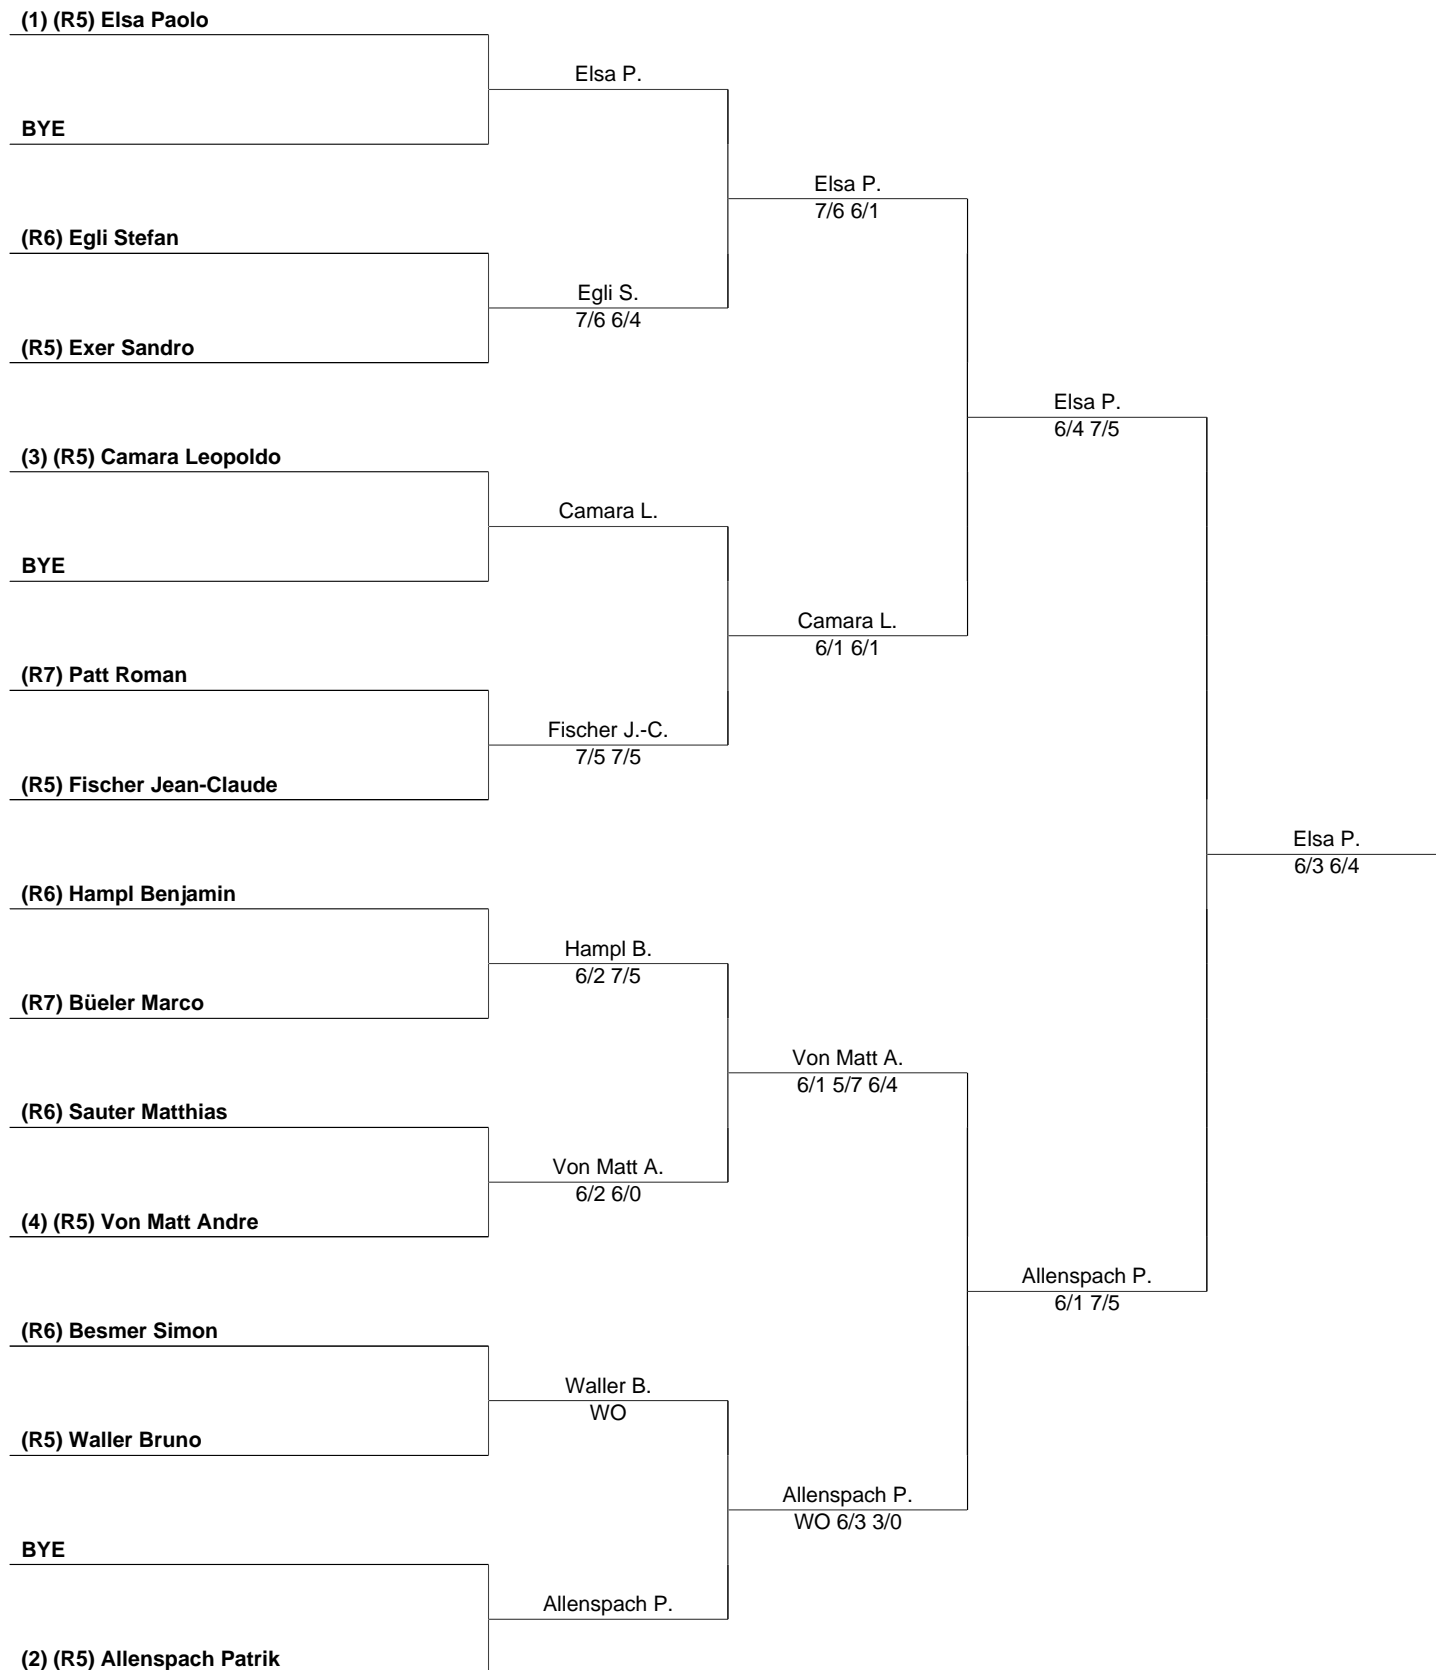 (1) (R5) Elsa Paolo
Elsa P.
BYE
Elsa P.
7/6 6/1
(R6) Egli Stefan
Egli S.
7/6 6/4
(R5) Exer Sandro
Elsa P.
6/4 7/5
(3) (R5) Camara Leopoldo
Camara L.
BYE
Camara L.
6/1 6/1
(R7) Patt Roman
Fischer J.-C.
7/5 7/5
(R5) Fischer Jean-Claude
Elsa P.
6/3 6/4
(R6) Hampl Benjamin
Hampl B.
6/2 7/5
(R7) Büeler Marco
Von Matt A.
6/1 5/7 6/4
(R6) Sauter Matthias
Von Matt A.
6/2 6/0
(4) (R5) Von Matt Andre
Allenspach P.
6/1 7/5
(R6) Besmer Simon
Waller B.
WO
(R5) Waller Bruno
Allenspach P.
WO 6/3 3/0
BYE
Allenspach P.
(2) (R5) Allenspach Patrik